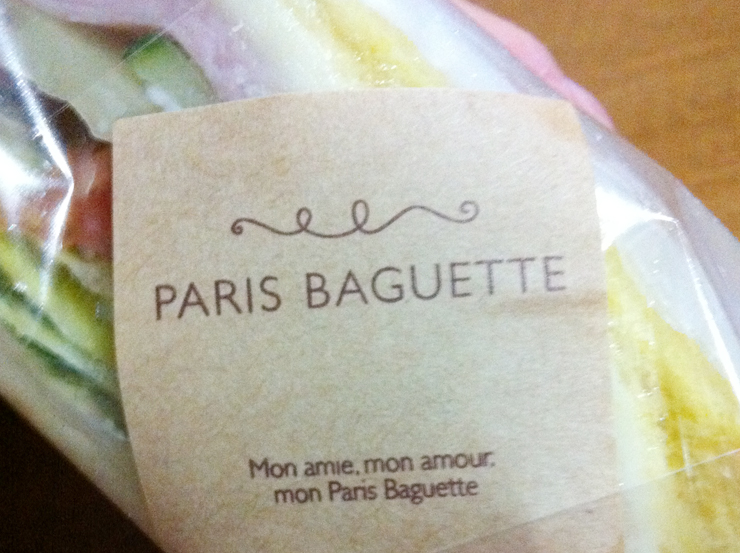 PARIS BAGUETTE
Mon amie, mon amour,
mon Paris Baguette